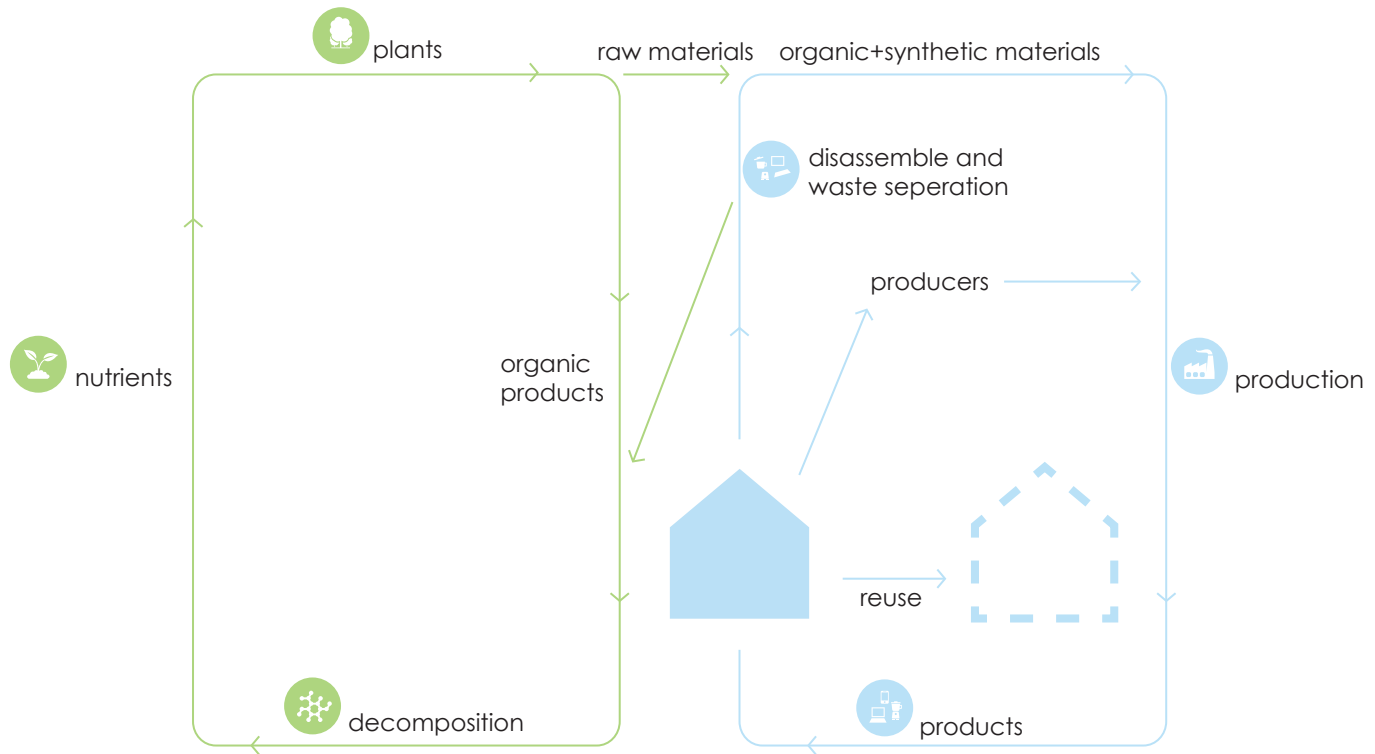 plants
raw materials
organic+synthetic materials
disassemble and
waste seperation
producers
nutrients
organic
products
production
reuse
decomposition
products